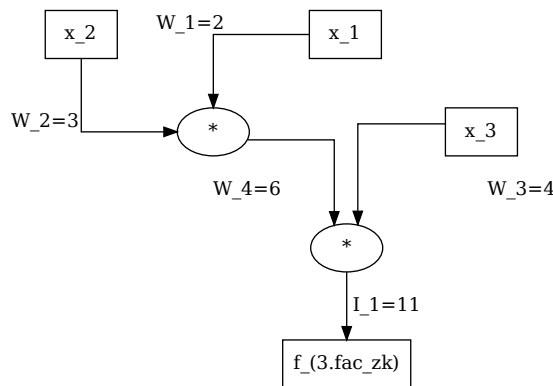 x_2
W_1=2
x_1
W_2=3
*
x_3
W_4=6
W_3=4
*
I_1=11
f_(3.fac_zk)